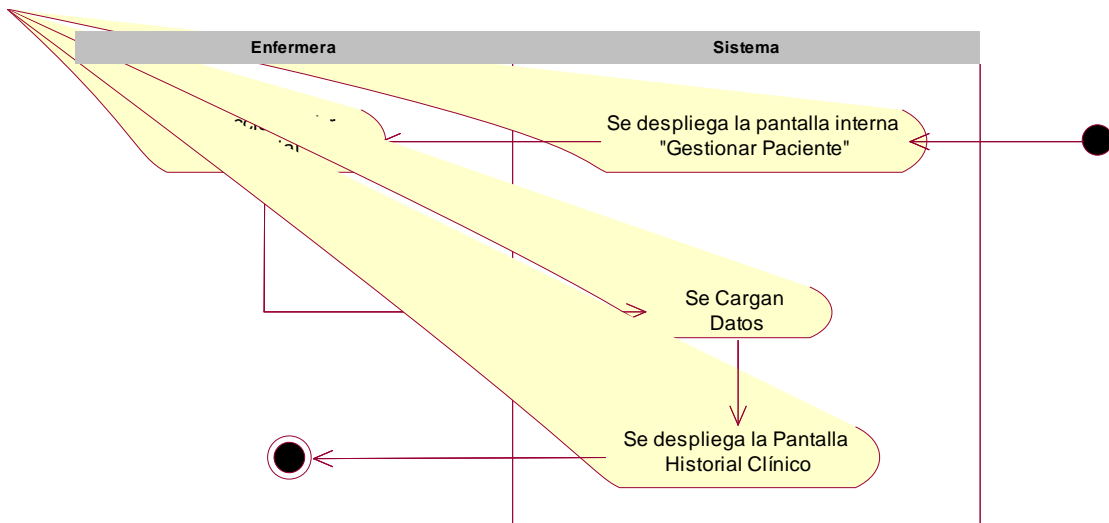 Enfermera
Sistema
Se despliega la pantalla interna
"Gestionar Paciente"
Se Cargan
Datos
Se despliega la Pantalla
Historial Clínico